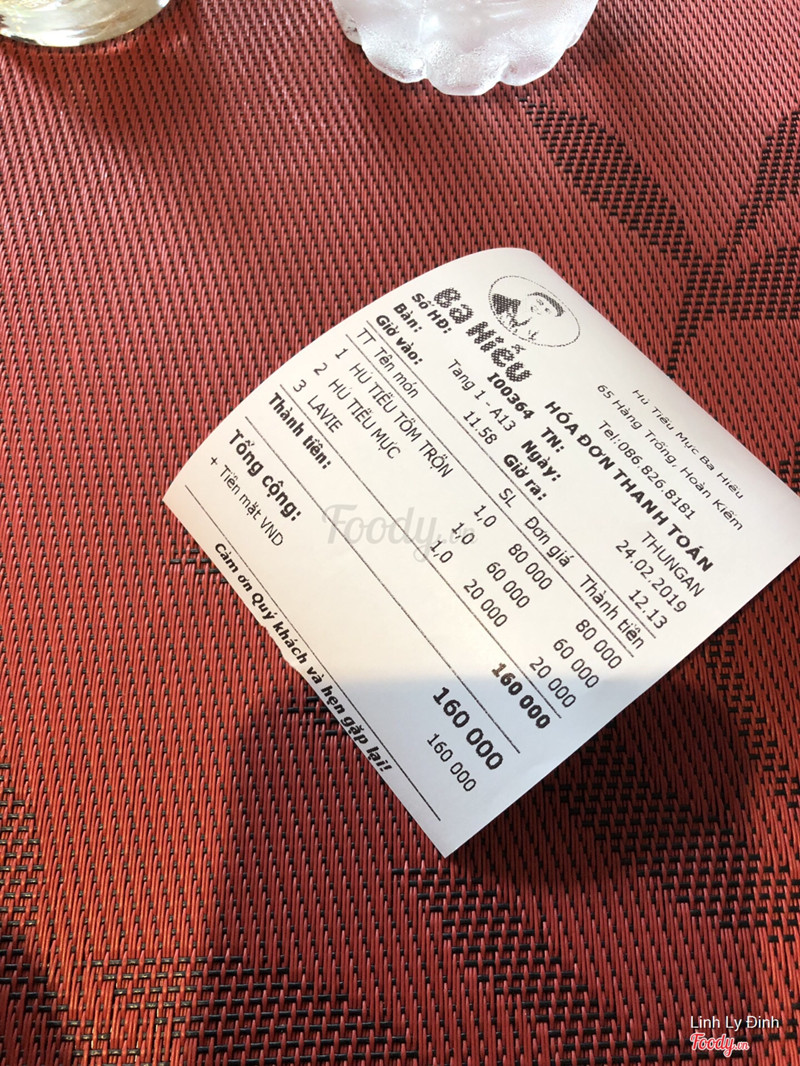 Ba Hiếu
Hủ Tiếu Mực Ba Hiếu
65 Hàng Trống, Hoàn Kiếm
Tel:086.826.8181
HÓA ĐƠN THANH TOÁN
Số HĐ: I00364 TN: THUNGAN
Bàn: Tang 1 - A13 Ngày: 24.02.2019
Giờ vào: 11.58 Giờ ra: 12.13
TT Tên món SL Đơn giá Thành tiền
1 HỦ TIẾU TÔM TRỘN 1,0 80 000 80 000
2 HỦ TIẾU MỰC 1,0 60 000 60 000
3 LAVIE 1,0 20 000 20 000
Thành tiền: 160 000
Tổng cộng: 160 000
+ Tiền mặt VND 160 000
Cảm ơn Quý khách và hẹn gặp lại!
Foody.vn
Linh Ly Đinh
Foody.vn